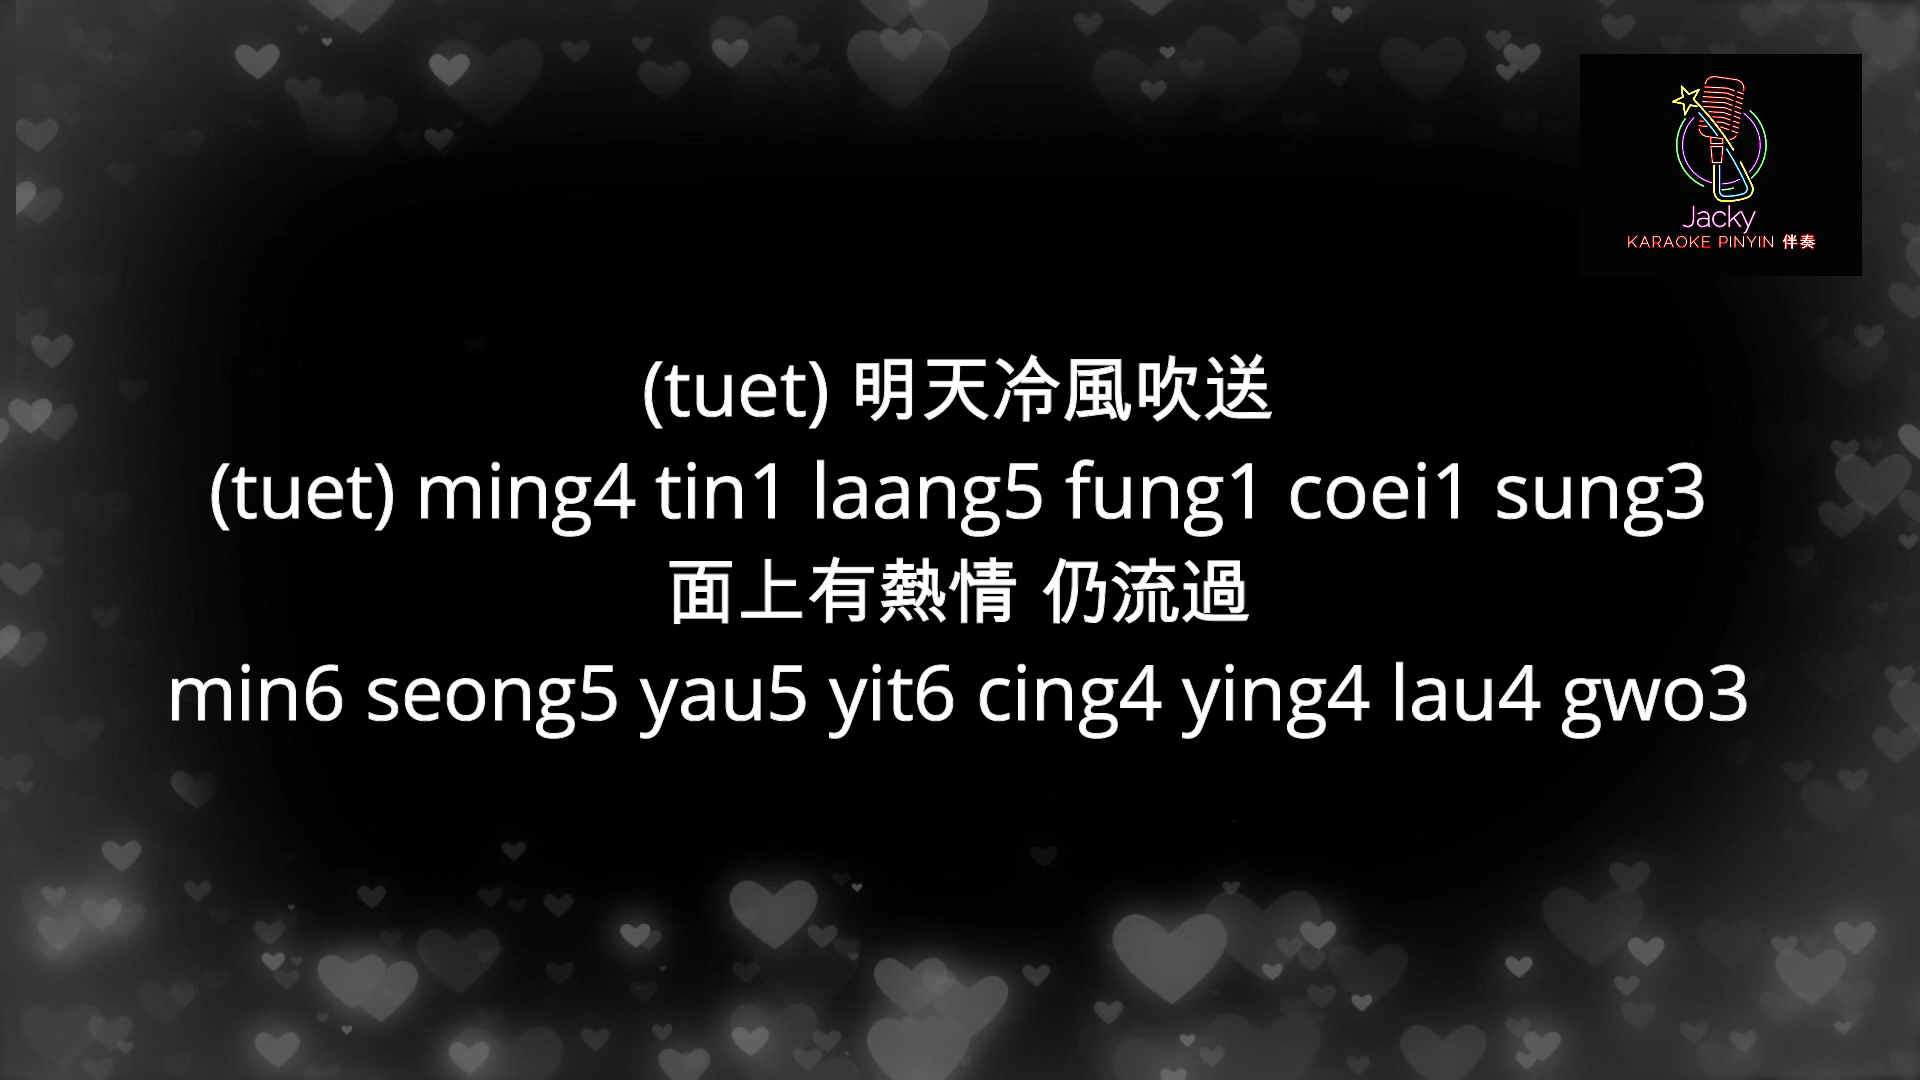 Jacky
KARAOKE PINYIN 伴奏
(tuet) 明天冷風吹送
(tuet) ming4 tin1 laang5 fung1 coei1 sung3
面上有熱情 仍流過
min6 seong5 yau5 yit6 cing4 ying4 lau4 gwo3